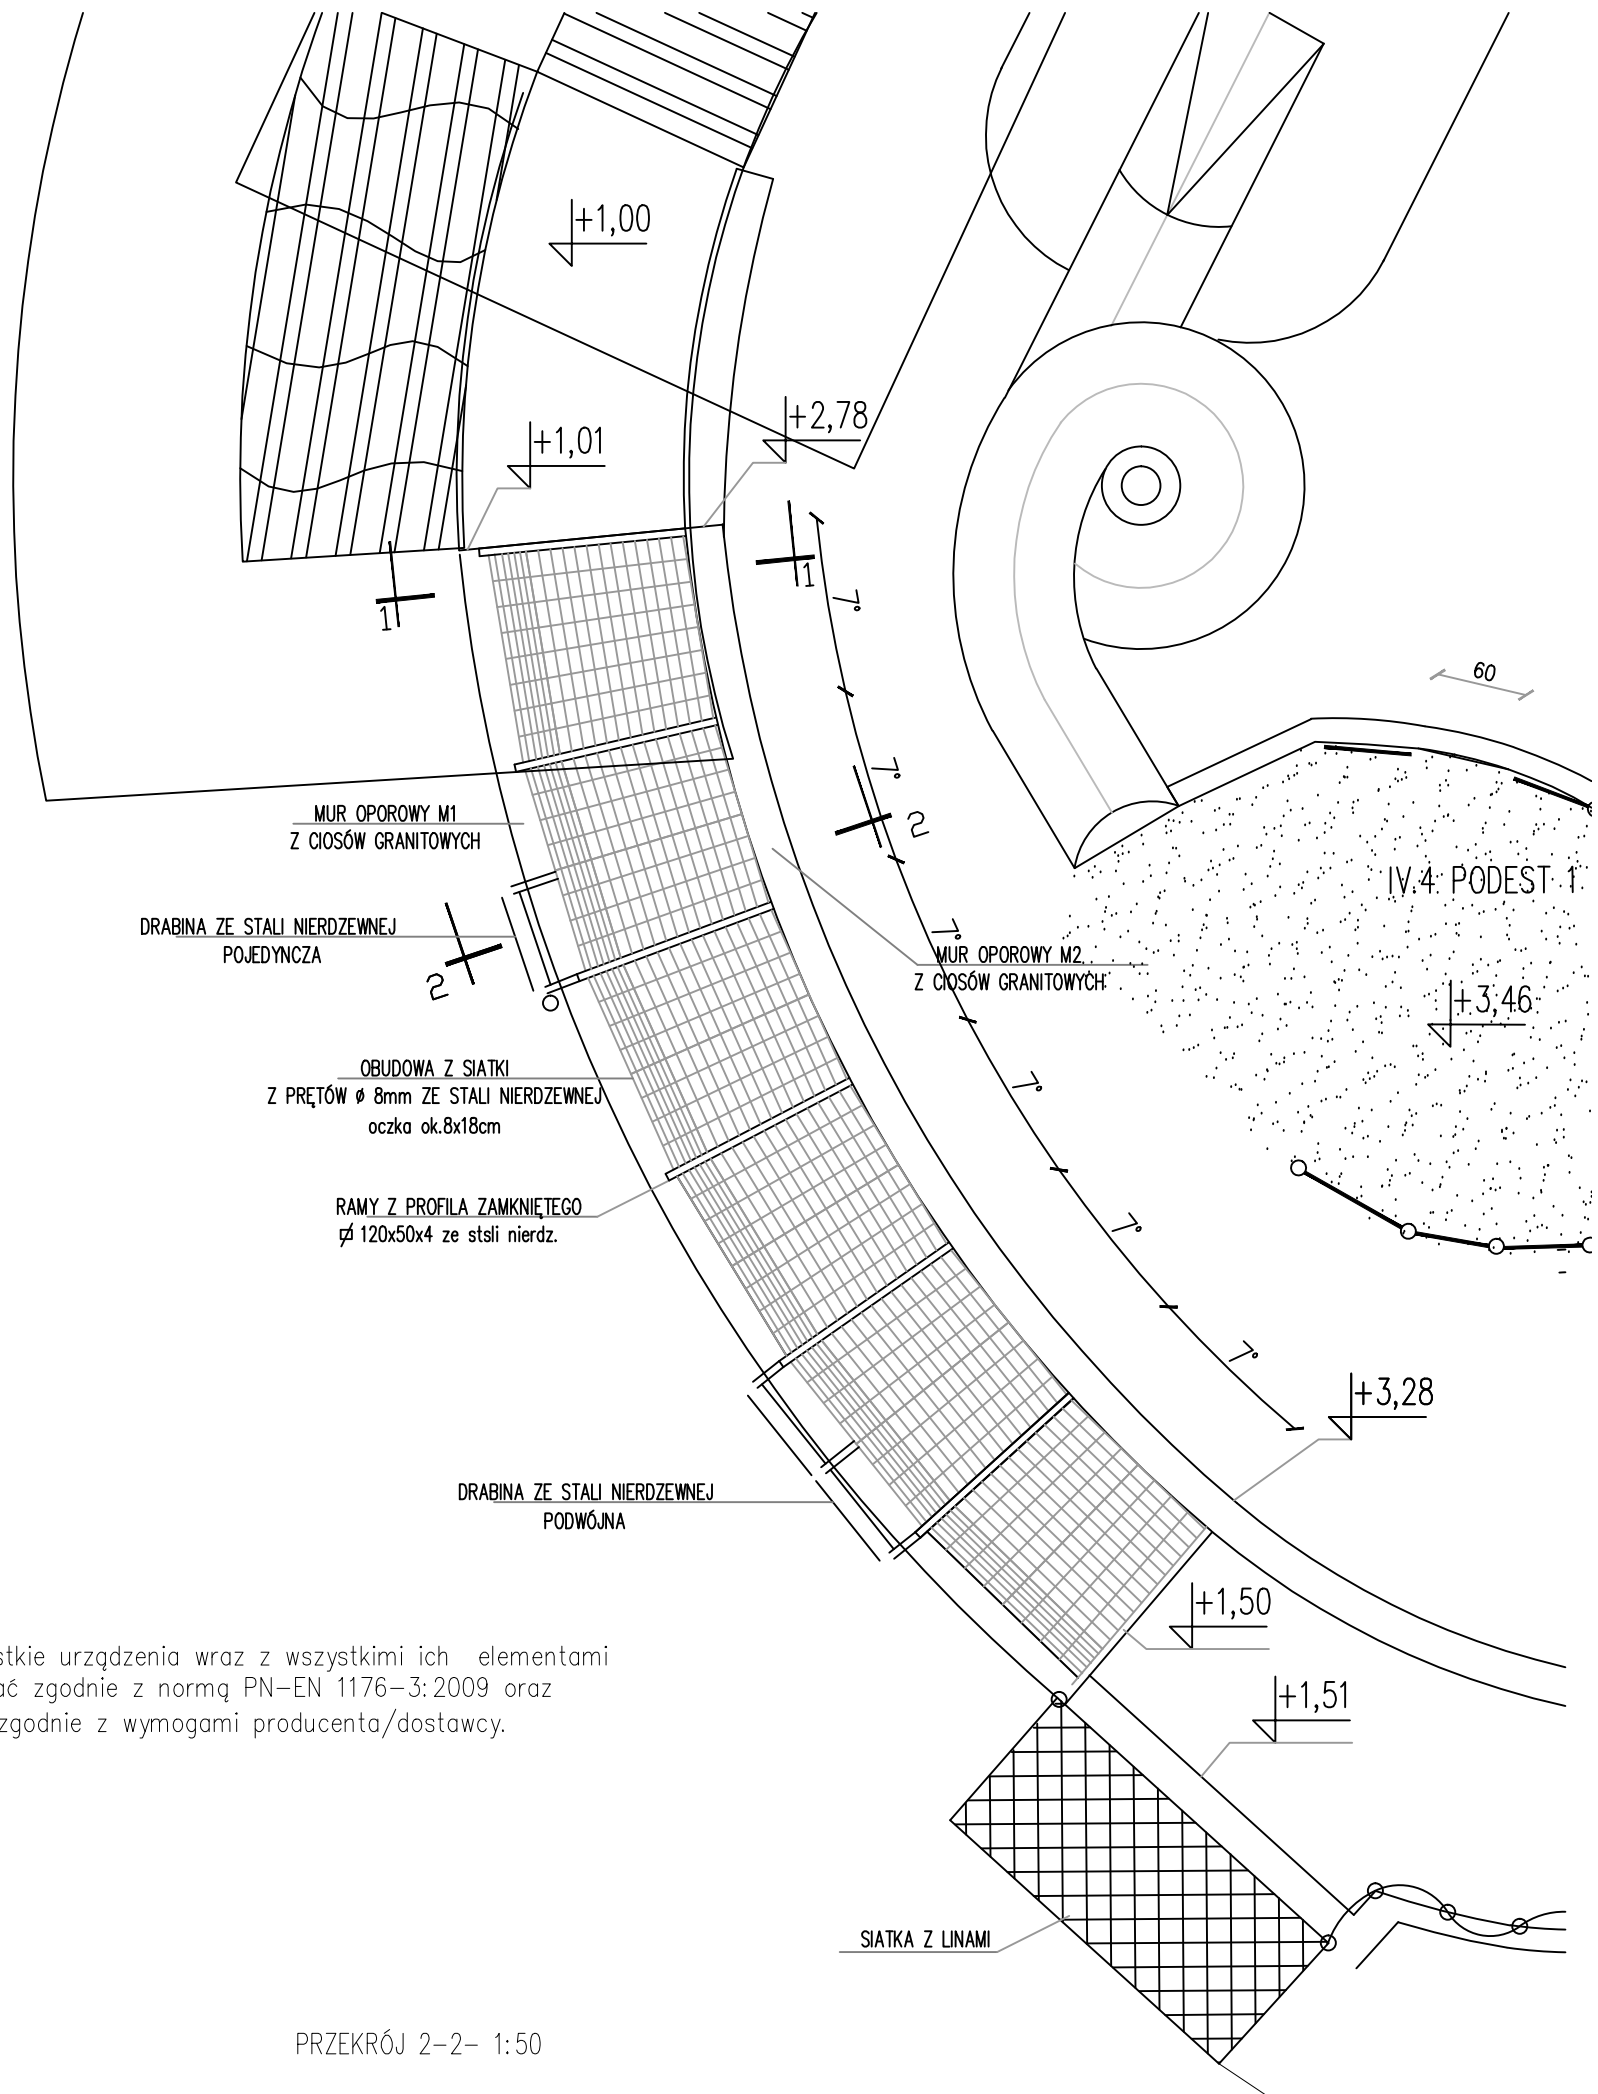 +1,00
+2,78
+1,01
1
1
7°
60
7°
MUR OPOROWY M1
Z CIOSÓW GRANITOWYCH
2
IV.4. PODEST 1
DRABINA ZE STALI NIERDZEWNEJ
POJEDYNCZA
7°
MUR OPOROWY M2
Z CIOSÓW GRANITOWYCH
2
+3,46
OBUDOWA Z SIATKI
Z PRĘTÓW ø 8mm ZE STALI NIERDZEWNEJ
oczka ok.8x18cm
7°
RAMY Z PROFILA ZAMKNIĘTEGO
120x50x4 ze stsli nierdz.
7°
7°
+3,28
DRABINA ZE STALI NIERDZEWNEJ
PODWÓJNA
+1,50
stkie urządzenia wraz z wszystkimi ich elementami
ać zgodnie z normą PN-EN 1176-3:2009 oraz
zgodnie z wymogami producenta/dostawcy.
+1,51
SIATKA Z LINAMI
PRZEKRÓJ 2-2- 1:50